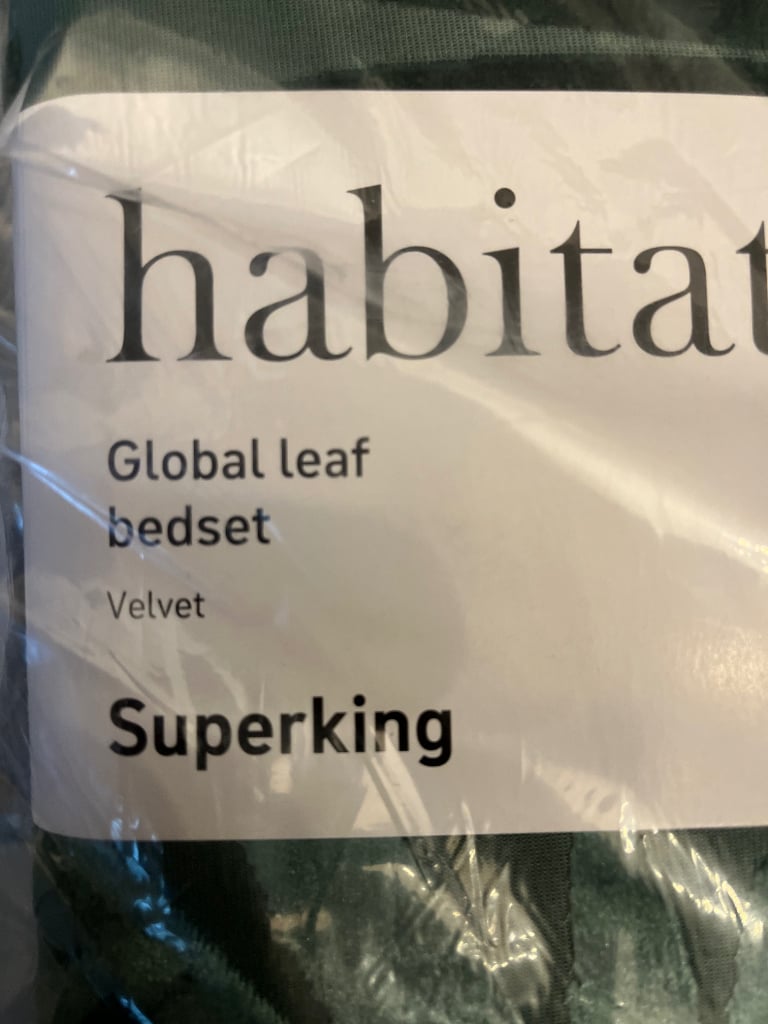 habitat
Global leaf
bedset
Velvet
Superking